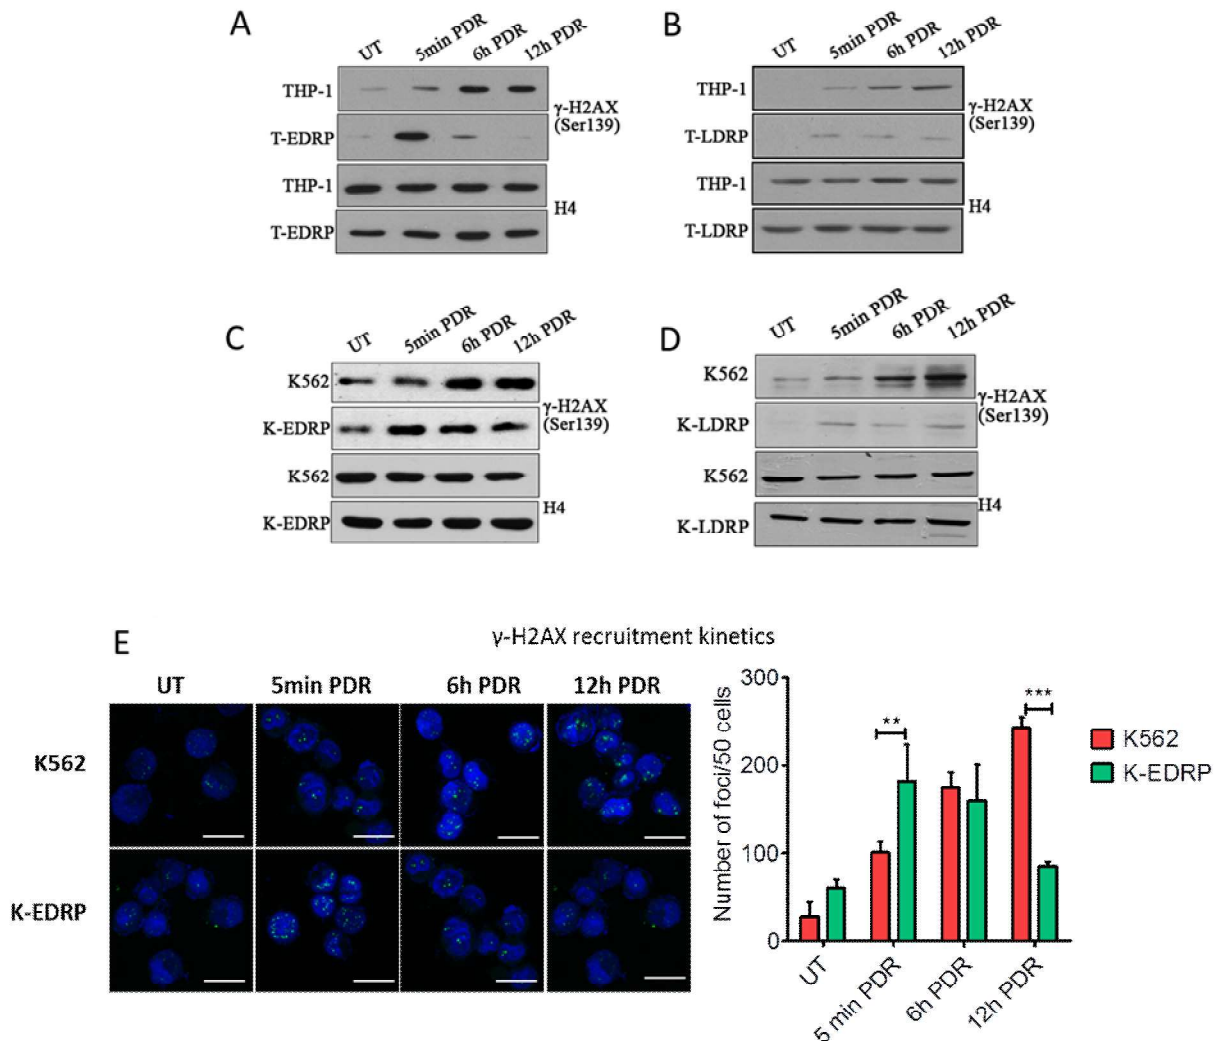 A
UT 5min PDR 6h PDR 12h PDR
THP-1
T-EDRP
γ-H2AX
(Ser139)
THP-1
T-EDRP
H4
B
UT 5min PDR 6h PDR 12h PDR
THP-1
T-LDRP
γ-H2AX
(Ser139)
THP-1
T-LDRP
H4
C
UT 5min PDR 6h PDR 12h PDR
K562
K-EDRP
γ-H2AX
(Ser139)
K562
K-EDRP
H4
D
UT 5min PDR 6h PDR 12h PDR
K562
K-LDRP
γ-H2AX
(Ser139)
K562
K-LDRP
H4
E
γ-H2AX recruitment kinetics
UT 5min PDR 6h PDR 12h PDR
K562
K-EDRP
Number of foci/50 cells
300
200
100
0
** ***
K562
K-EDRP
UT 5 min PDR 6h PDR 12h PDR